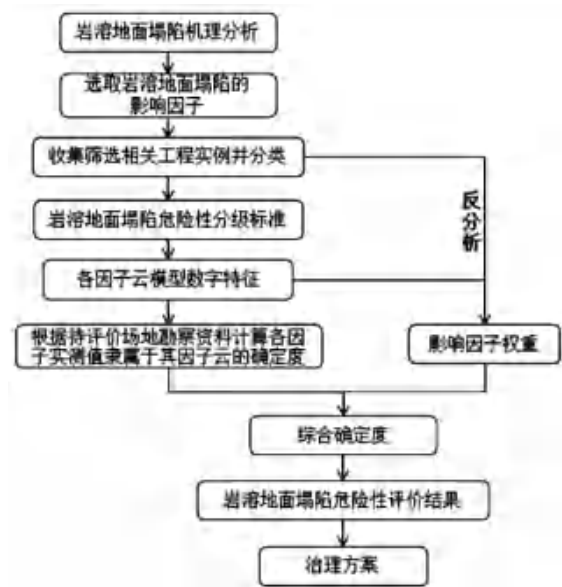 岩溶地面塌陷机理分析
选取岩溶地面塌陷的
影响因子
收集筛选相关工程实例并分类
岩溶地面塌陷危险性分级标准
反分析
各因子云模型数字特征
根据待评价场地勘察资料计算各因
子实测值隶属于其因子云的确定度
影响因子权重
综合确定度
岩溶地面塌陷危险性评价结果
治理方案